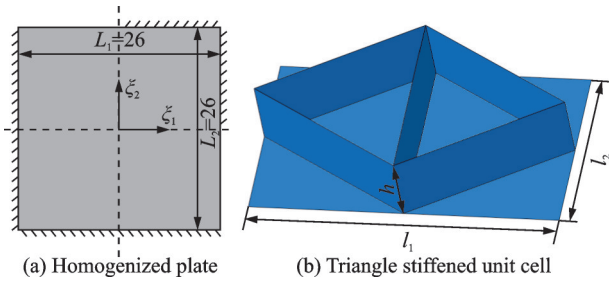 L₁=26
ξ₂
ξ₁
L₂=26
h
l₁
l₂
(a) Homogenized plate
(b) Triangle stiffened unit cell